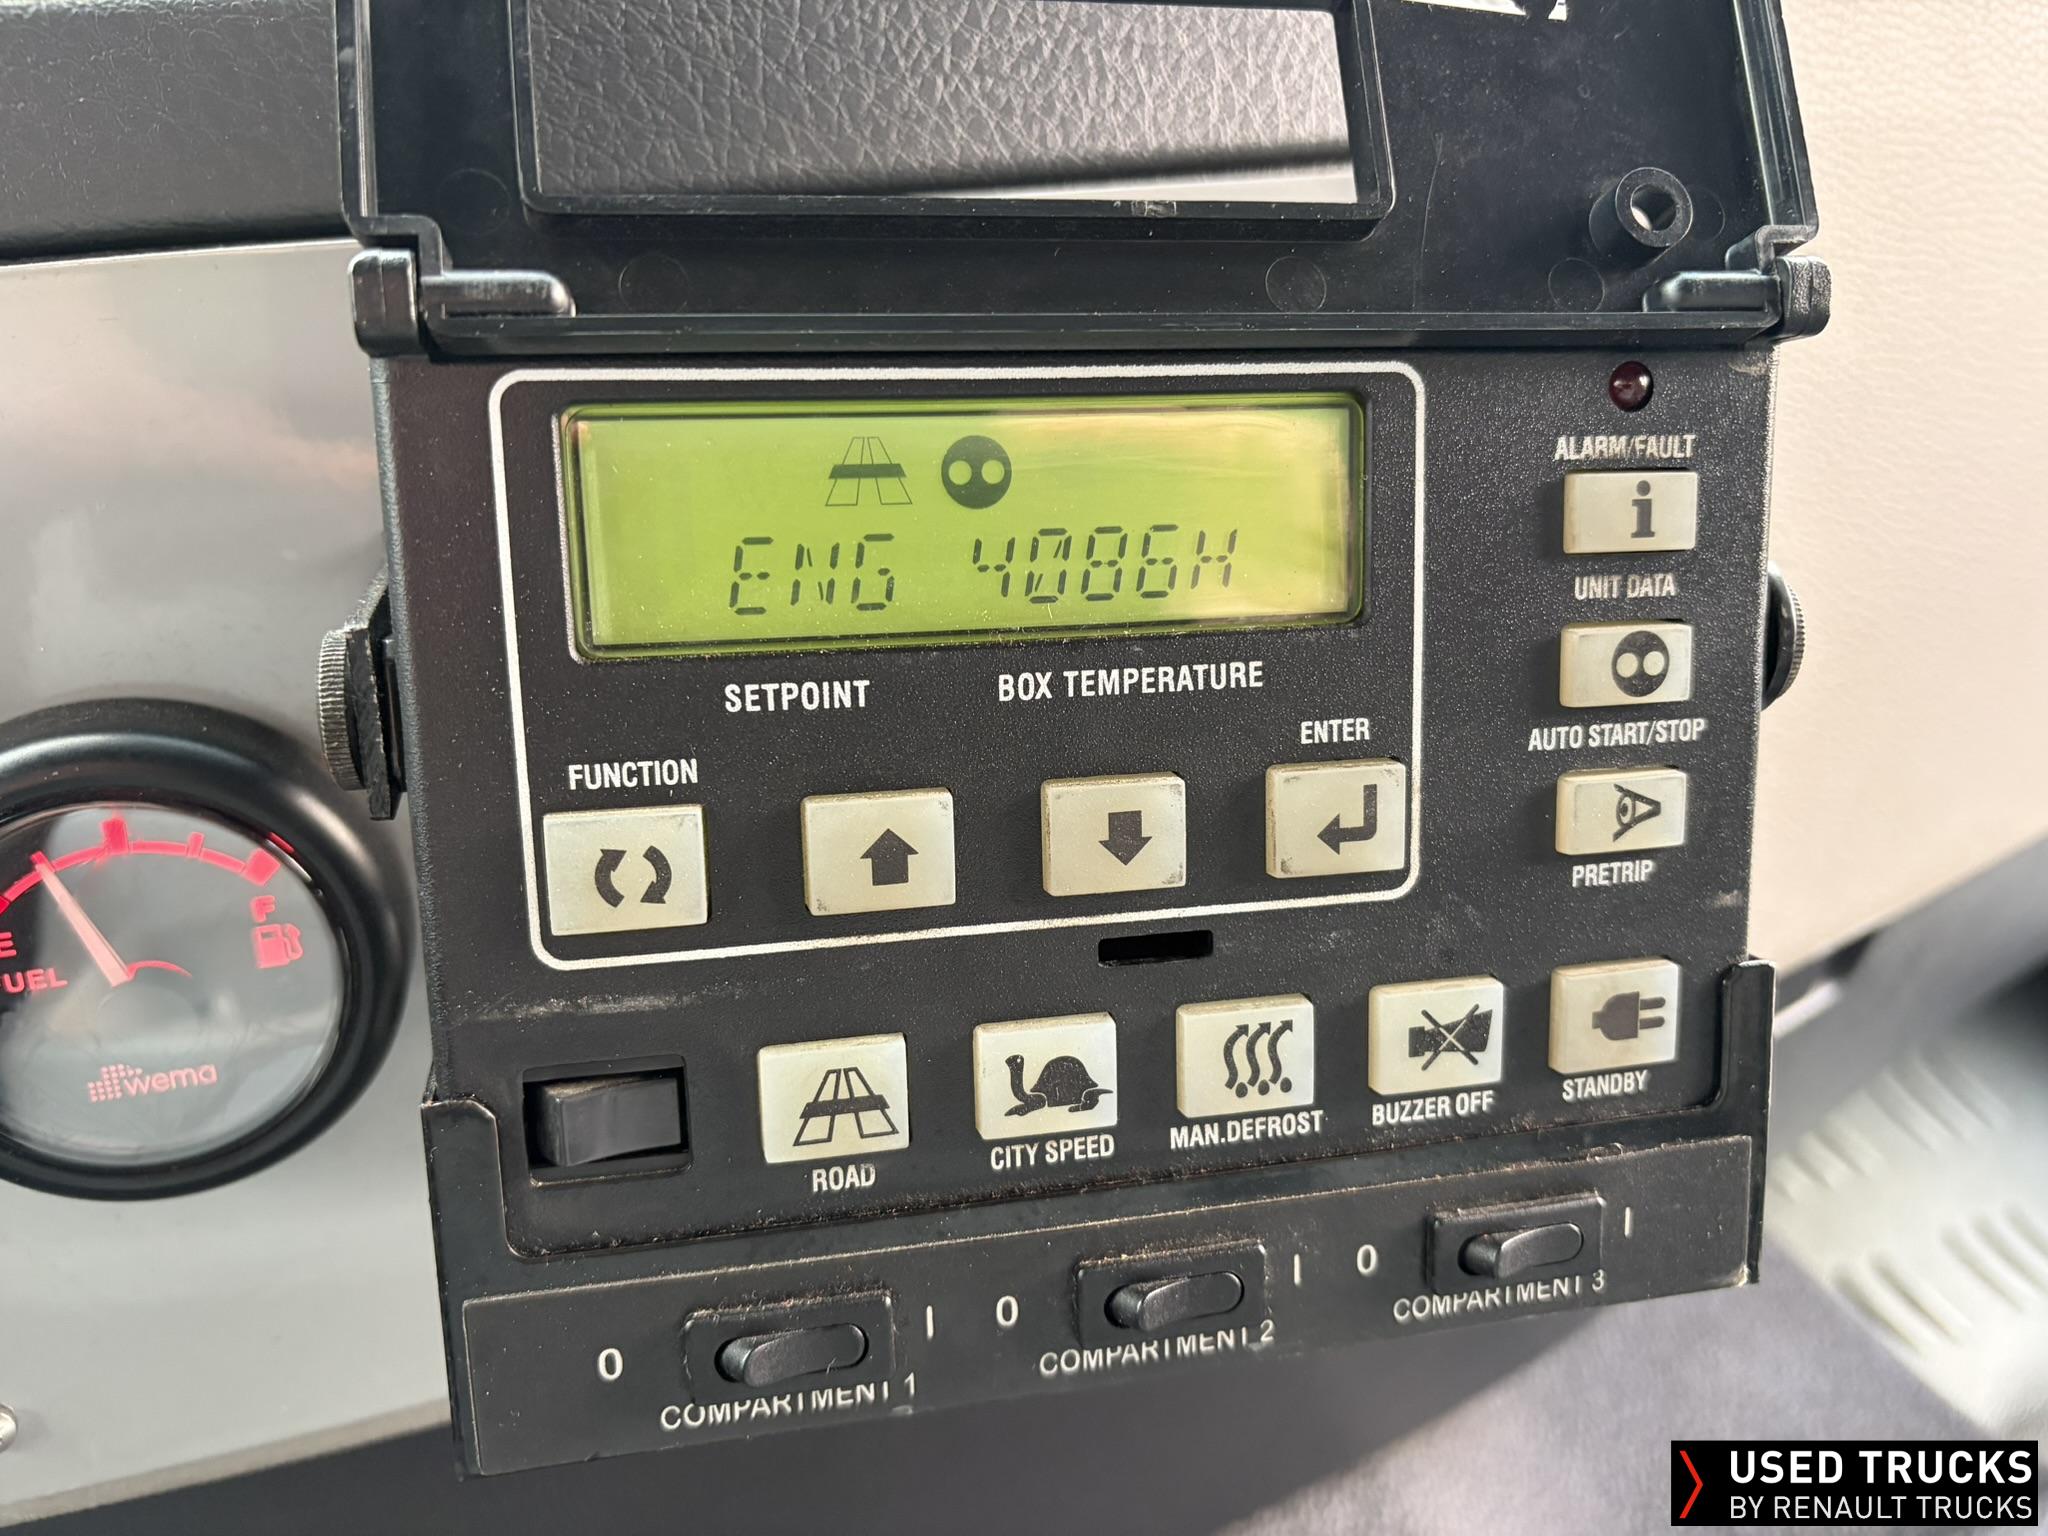 ENG 4086H
SETPOINT
BOX TEMPERATURE
FUNCTION
ENTER
ALARM/FAULT
i
UNIT DATA
AUTO START/STOP
PRETRIP
ROAD
CITY SPEED
MAN.DEFROST
BUZZER OFF
STANDBY
0 I
COMPARTMENT 1
0 I
COMPARTMENT 2
0 I
COMPARTMENT 3
E
F
FUEL
wema
USED TRUCKS
BY RENAULT TRUCKS